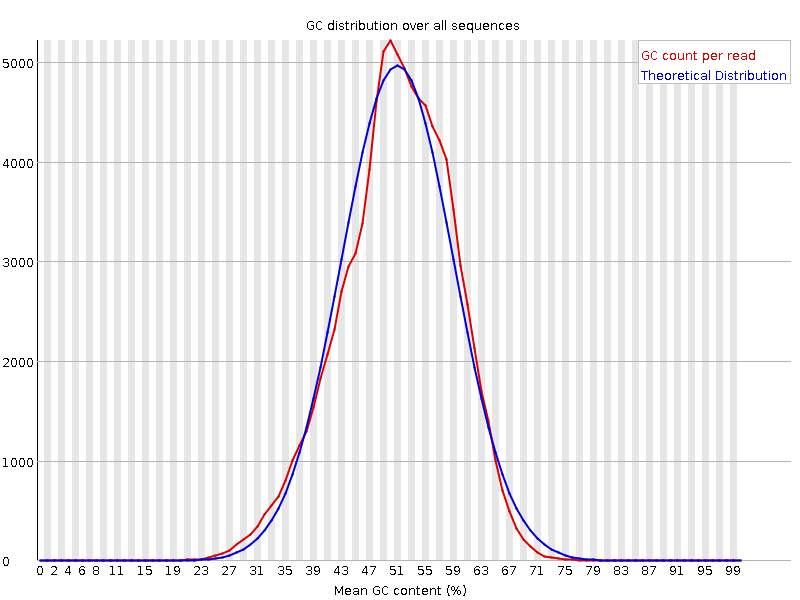 GC distribution over all sequences
GC count per read
Theoretical Distribution
5000
4000
3000
2000
1000
0
0 2 4 6 8 11 15 19 23 27 31 35 39 43 47 51 55 59 63 67 71 75 79 83 87 91 95 99
Mean GC content (%)